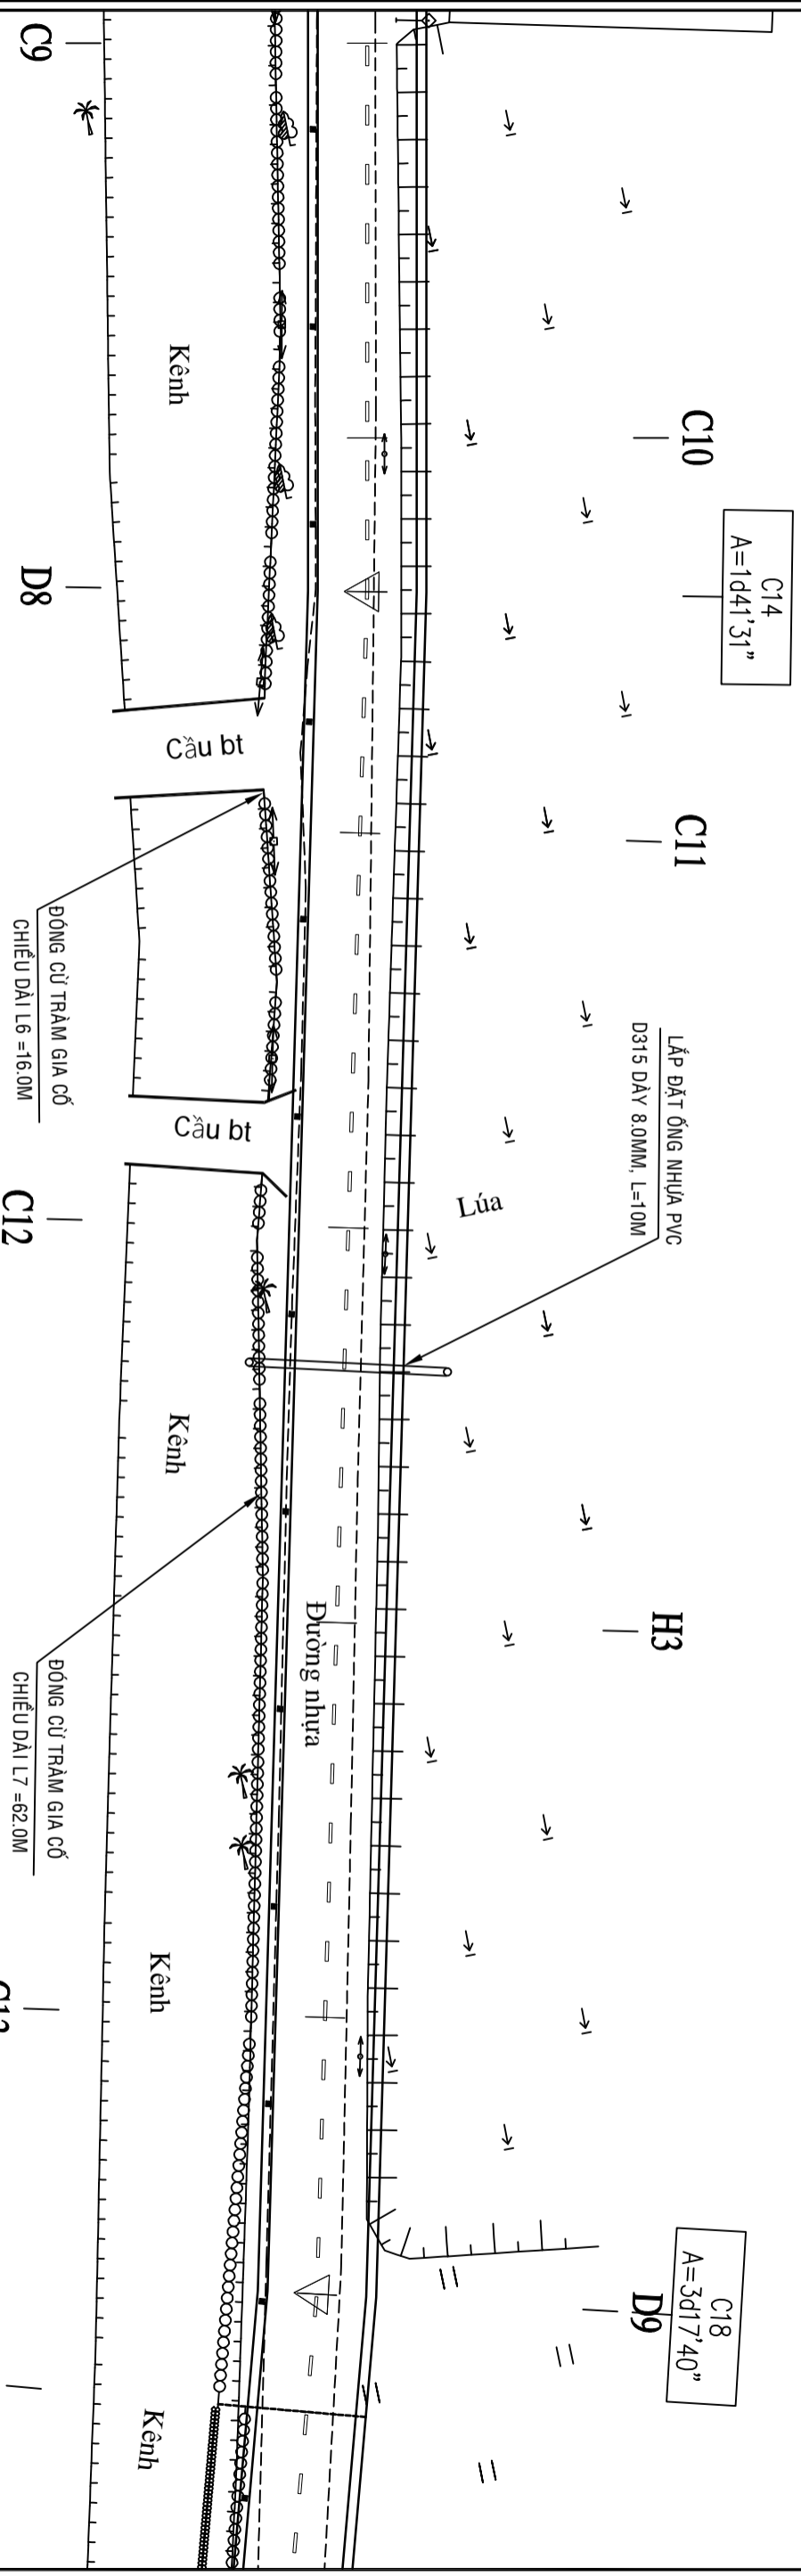 C9
Kênh
C10
C14
A=1d41'31"
D8
Cầu bt
C11
ĐÓNG CỪ TRÀM GIA CỐ
CHIỀU DÀI L6 =16.0M
LẮP ĐẶT ỐNG NHỰA PVC
D315 DÀY 8.0MM, L=10M
Cầu bt
C12
Lúa
Kênh
H3
Đường nhựa
ĐÓNG CỪ TRÀM GIA CỐ
CHIỀU DÀI L7 =62.0M
Kênh
C18
A=3d17'40"
D9
Kênh